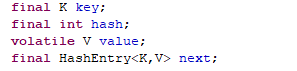 final K key;
final int hash;
volatile V value;
final HashEntry<K,V> next;